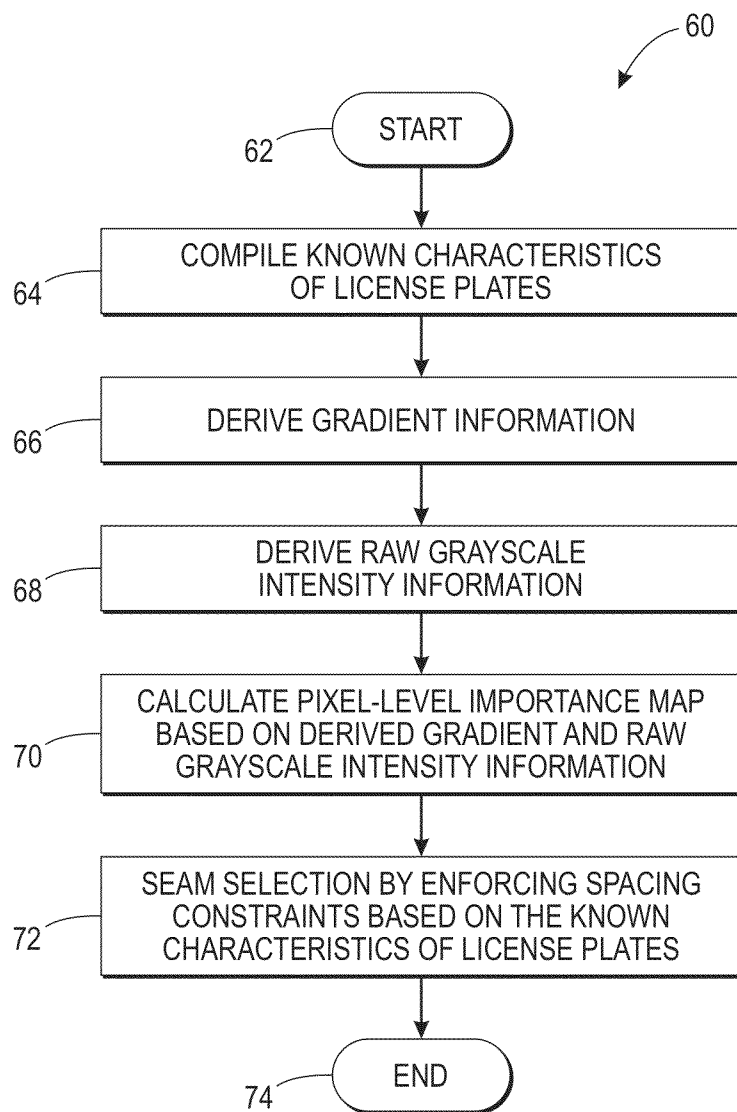 60
START
62
COMPILE KNOWN CHARACTERISTICS
OF LICENSE PLATES
64
DERIVE GRADIENT INFORMATION
66
DERIVE RAW GRAYSCALE
INTENSITY INFORMATION
68
CALCULATE PIXEL-LEVEL IMPORTANCE MAP
BASED ON DERIVED GRADIENT AND RAW
GRAYSCALE INTENSITY INFORMATION
70
SEAM SELECTION BY ENFORCING SPACING
CONSTRAINTS BASED ON THE KNOWN
CHARACTERISTICS OF LICENSE PLATES
72
END
74